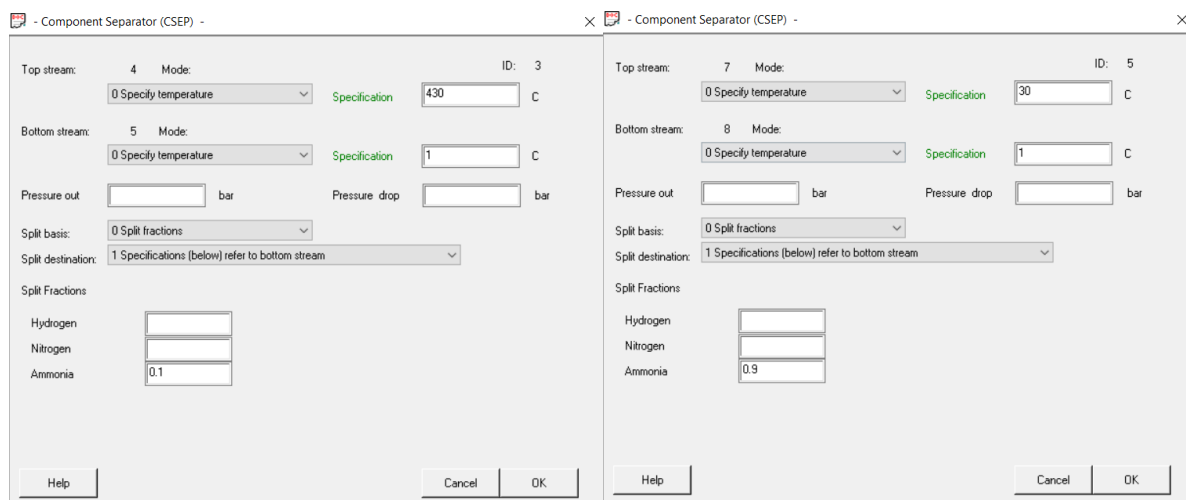 - Component Separator (CSEP) -
ID: 3
Top stream: 4 Mode:
0 Specify temperature Specification 430 C
Bottom stream: 5 Mode:
0 Specify temperature Specification 1 C
Pressure out bar Pressure drop bar
Split basis: 0 Split fractions
Split destination: 1 Specifications (below) refer to bottom stream
Split Fractions
Hydrogen
Nitrogen
Ammonia 0.1
Help Cancel OK
- Component Separator (CSEP) -
ID: 5
Top stream: 7 Mode:
0 Specify temperature Specification 30 C
Bottom stream: 8 Mode:
0 Specify temperature Specification 1 C
Pressure out bar Pressure drop bar
Split basis: 0 Split fractions
Split destination: 1 Specifications (below) refer to bottom stream
Split Fractions
Hydrogen
Nitrogen
Ammonia 0.9
Help Cancel OK